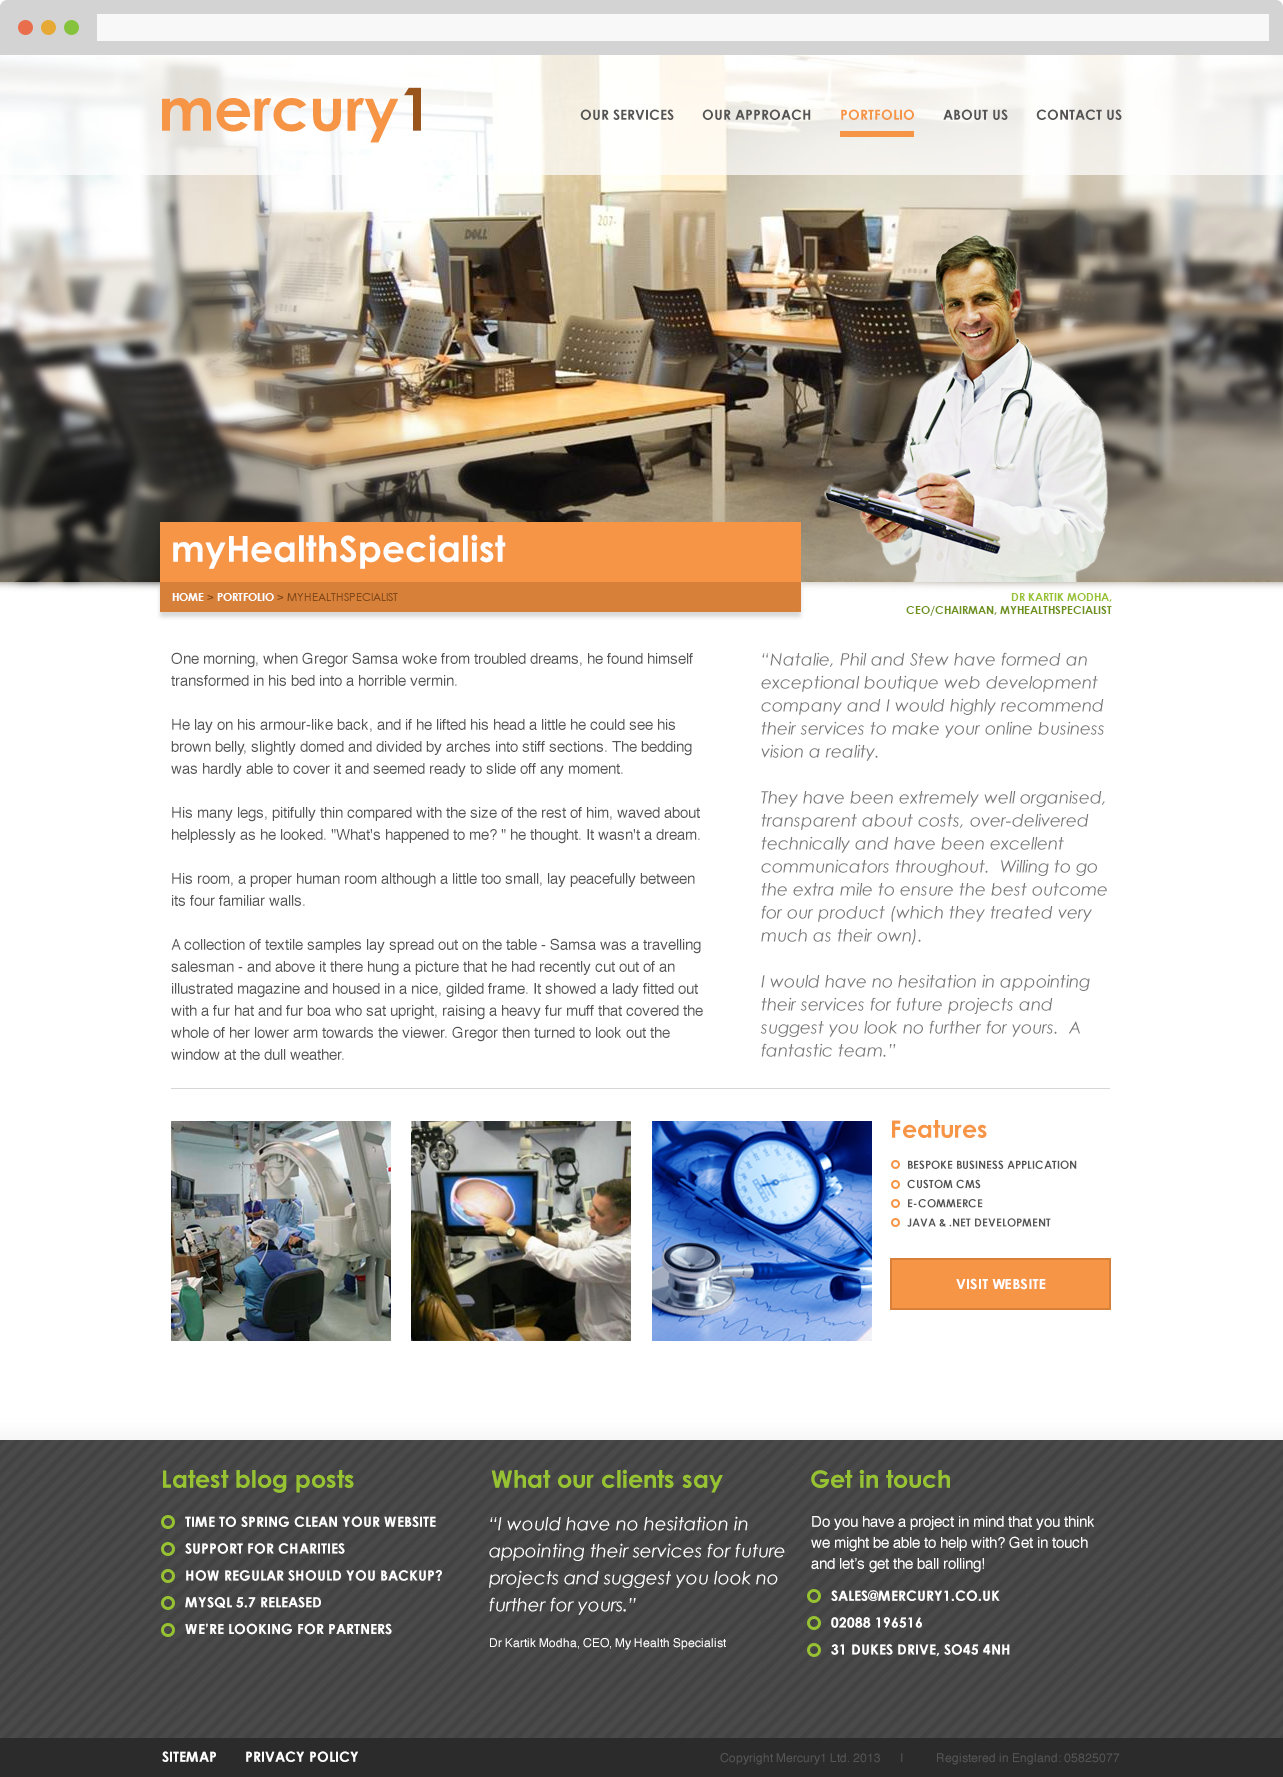 mercury1
OUR SERVICES
OUR APPROACH
PORTFOLIO
ABOUT US
CONTACT US
DELL
207-
myHealthSpecialist
HOME > PORTFOLIO > MYHEALTHSPECIALIST
DR KARTIK MODHA,
CEO/CHAIRMAN, MYHEALTHSPECIALIST
One morning, when Gregor Samsa woke from troubled dreams, he found himself
transformed in his bed into a horrible vermin.
He lay on his armour-like back, and if he lifted his head a little he could see his
brown belly, slightly domed and divided by arches into stiff sections. The bedding
was hardly able to cover it and seemed ready to slide off any moment.
His many legs, pitifully thin compared with the size of the rest of him, waved about
helplessly as he looked. "What's happened to me? " he thought. It wasn't a dream.
His room, a proper human room although a little too small, lay peacefully between
its four familiar walls.
A collection of textile samples lay spread out on the table - Samsa was a travelling
salesman - and above it there hung a picture that he had recently cut out of an
illustrated magazine and housed in a nice, gilded frame. It showed a lady fitted out
with a fur hat and fur boa who sat upright, raising a heavy fur muff that covered the
whole of her lower arm towards the viewer. Gregor then turned to look out the
window at the dull weather.
“Natalie, Phil and Stew have formed an
exceptional boutique web development
company and I would highly recommend
their services to make your online business
vision a reality.
They have been extremely well organised,
transparent about costs, over-delivered
technically and have been excellent
communicators throughout.  Willing to go
the extra mile to ensure the best outcome
for our product (which they treated very
much as their own).
I would have no hesitation in appointing
their services for future projects and
suggest you look no further for yours.  A
fantastic team.”
Features
BESPOKE BUSINESS APPLICATION
CUSTOM CMS
E-COMMERCE
JAVA & .NET DEVELOPMENT
VISIT WEBSITE
Latest blog posts
TIME TO SPRING CLEAN YOUR WEBSITE
SUPPORT FOR CHARITIES
HOW REGULAR SHOULD YOU BACKUP?
MYSQL 5.7 RELEASED
WE'RE LOOKING FOR PARTNERS
What our clients say
“I would have no hesitation in
appointing their services for future
projects and suggest you look no
further for yours.”
Dr Kartik Modha, CEO, My Health Specialist
Get in touch
Do you have a project in mind that you think
we might be able to help with? Get in touch
and let's get the ball rolling!
SALES@MERCURY1.CO.UK
02088 196516
31 DUKES DRIVE, SO45 4NH
SITEMAP
PRIVACY POLICY
Copyright Mercury1 Ltd. 2013 | Registered in England: 05825077